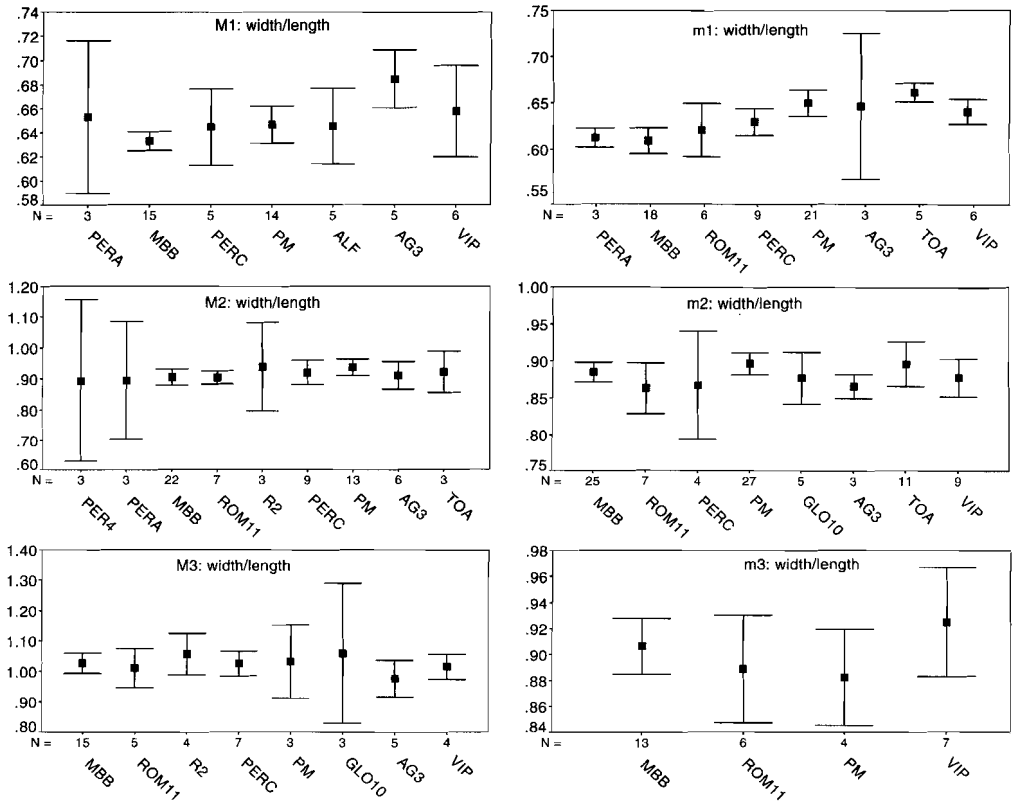 M1: width/length
.74
.72
.70
.68
.66
.64
.62
.60
.58
N = 3 15 5 14 5 5 6
PERA MBB PERC PM ALF AG3 VIP
m1: width/length
.75
.70
.65
.60
.55
N = 3 18 6 9 21 3 5 6
PERA MBB ROM11 PERC PM AG3 TOA VIP
M2: width/length
1.20
1.10
1.00
.90
.80
.70
.60
N = 3 3 22 7 3 9 13 6 3
PER4 PERA MBB ROM11 R2 PERC PM AG3 TOA
m2: width/length
1.00
.95
.90
.85
.80
.75
N = 25 7 4 27 5 3 11 9
MBB ROM11 PERC PM GLO10 AG3 TOA VIP
M3: width/length
1.40
1.30
1.20
1.10
1.00
.90
.80
N = 15 5 4 7 3 3 5 4
MBB ROM11 R2 PERC PM GLO10 AG3 VIP
m3: width/length
.98
.96
.94
.92
.90
.88
.86
.84
N = 13 6 4 7
MBB ROM11 PM VIP